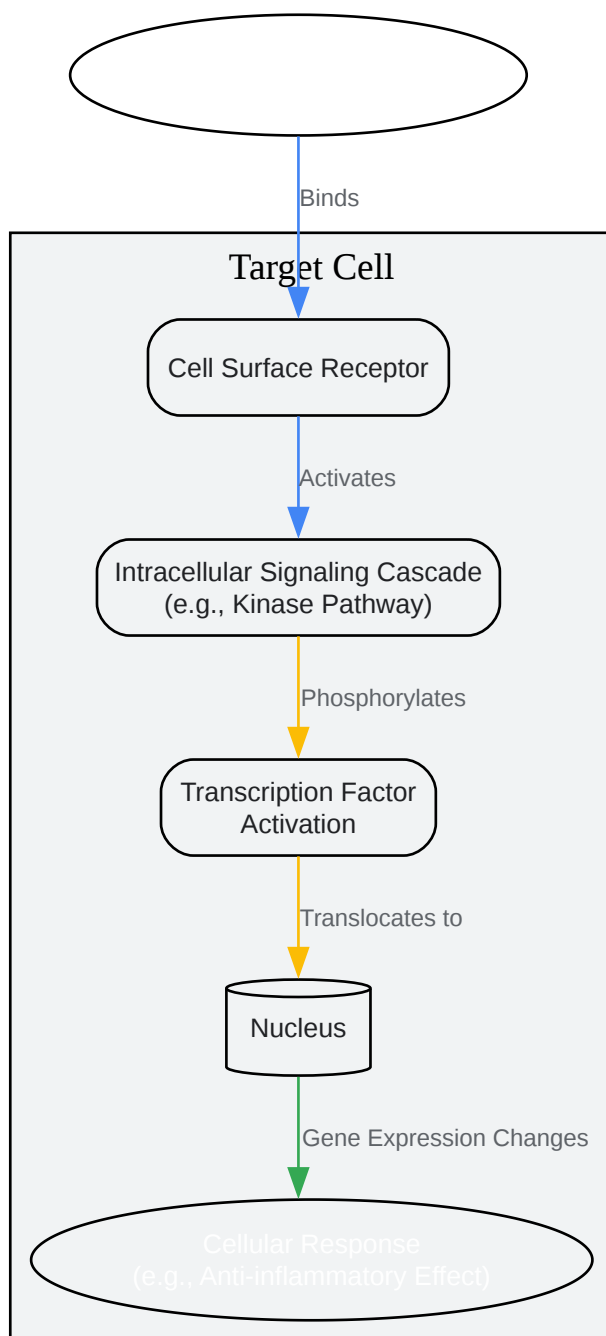 Binds
Target Cell
Cell Surface Receptor
Activates
Intracellular Signaling Cascade
(e.g., Kinase Pathway)
Phosphorylates
Transcription Factor
Activation
Translocates to
Nucleus
Gene Expression Changes
Cellular Response
(e.g., Anti-inflammatory Effect)